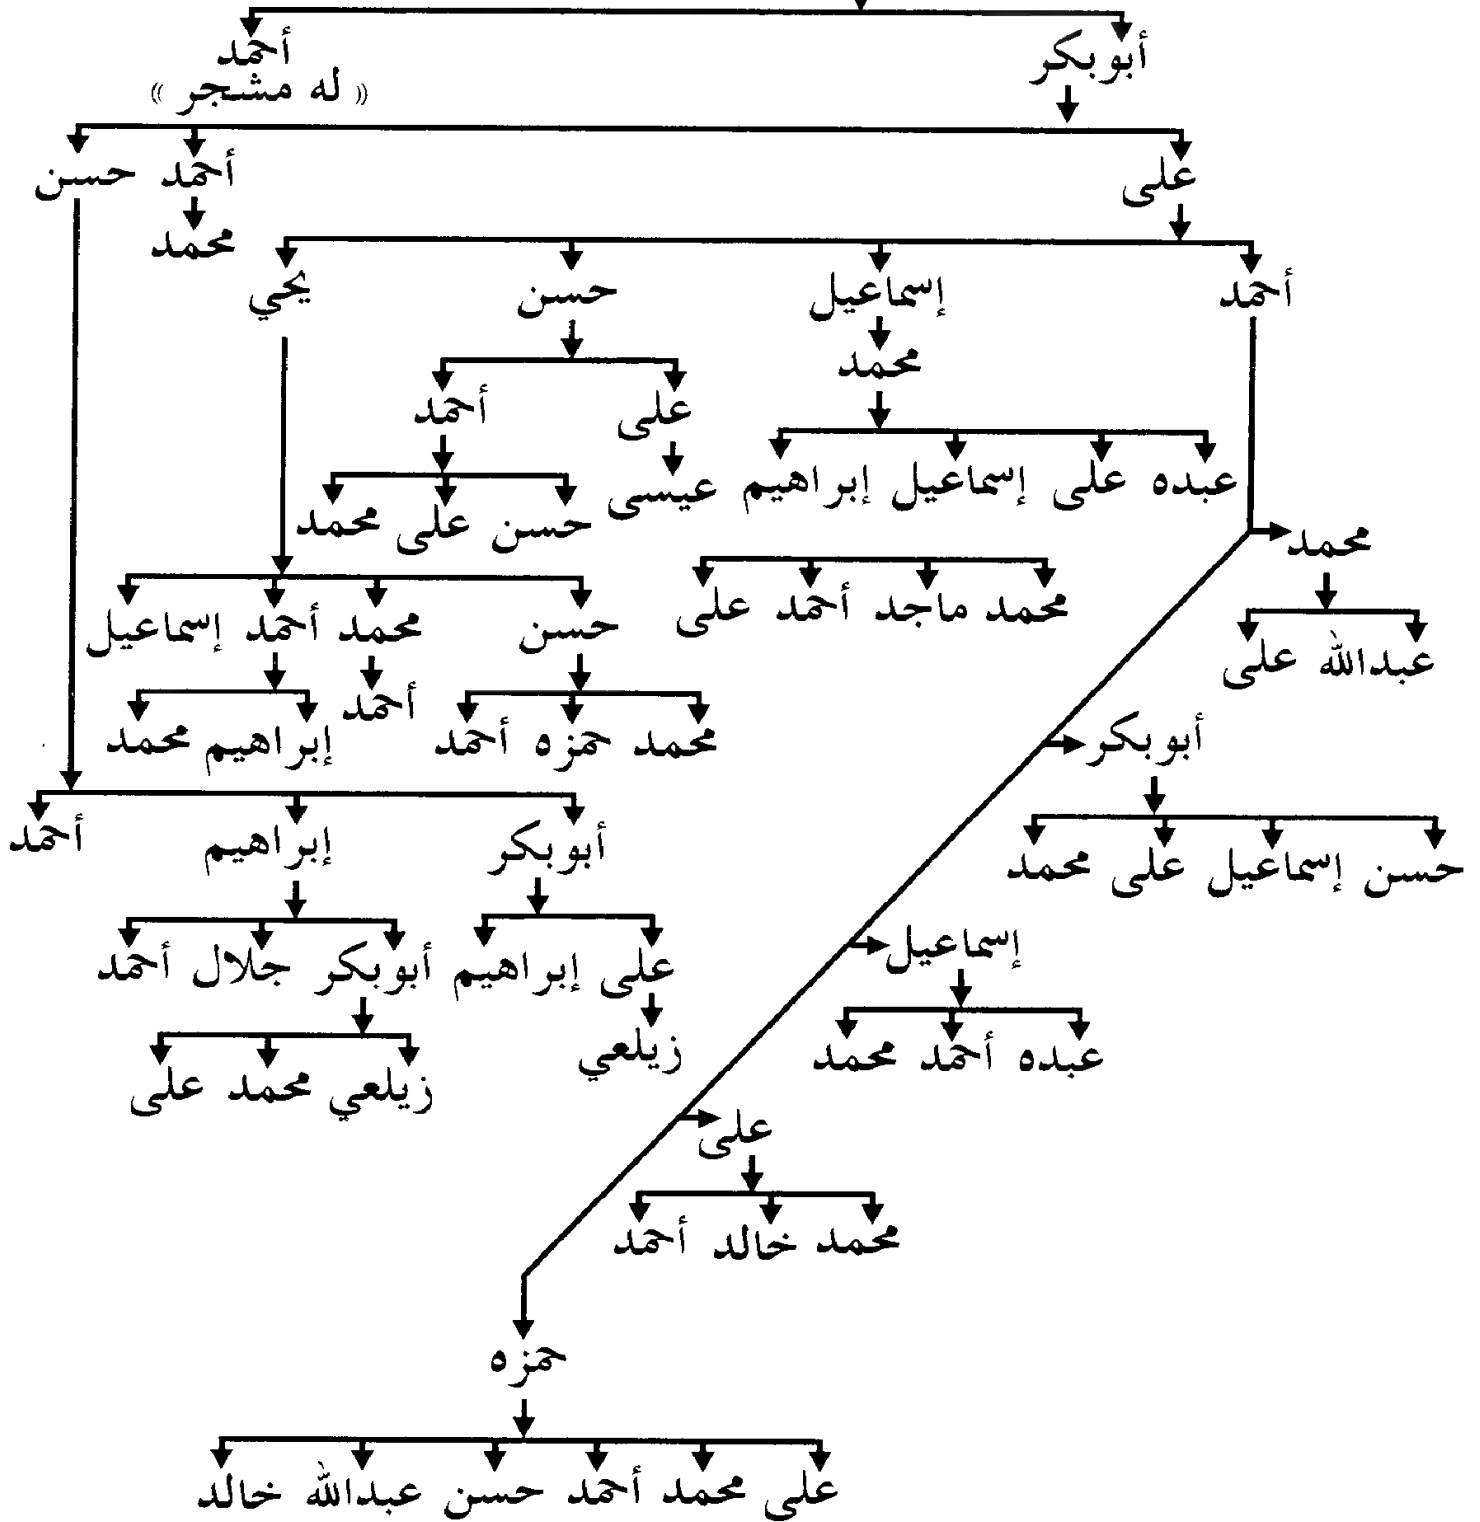 أبوبكر أحمد
« له مشجر »
على أحمد حسن
محمد
أحمد إسماعيل حسن يحي
محمد
على أحمد
عبده على إسماعيل إبراهيم عيسى
حسن على محمد
محمد
محمد ماجد أحمد على
حسن محمد أحمد إسماعيل
عبدالله على
أحمد
محمد حمزه أحمد إبراهيم محمد
أبوبكر
أبوبكر إبراهيم أحمد
حسن إسماعيل على محمد
إسماعيل
على إبراهيم أبوبكر جلال أحمد
زيلعي
عبده أحمد محمد
زيلعي محمد على
على
محمد خالد أحمد
حمزه
على محمد أحمد حسن عبدالله خالد